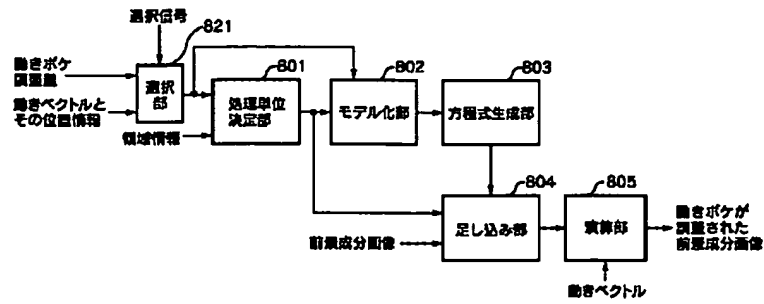 選択信号
821
動きボケ
調整量
動きベクトルと
その位置情報
選択
部
801
処理単位
決定部
領域情報
802
モデル化部
803
方程式生成部
804
足し込み部
前景成分画像
805
演算部
動きベクトル
動きボケが
調整された
前景成分画像